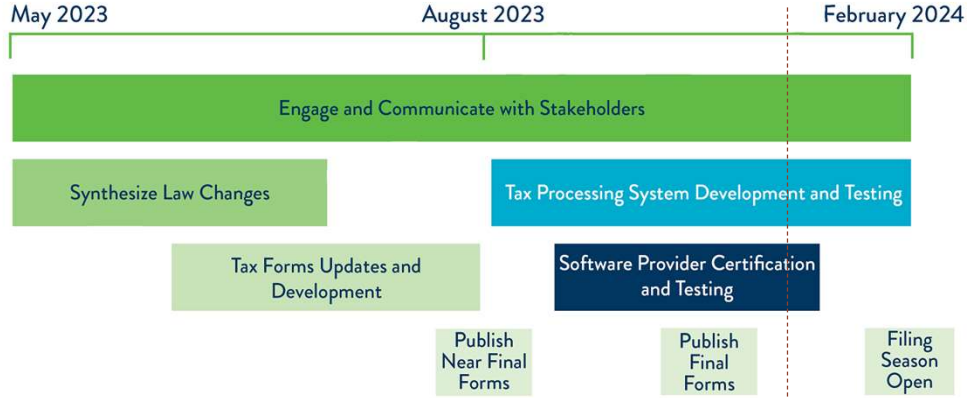 May 2023
August 2023
February 2024
Engage and Communicate with Stakeholders
Synthesize Law Changes
Tax Processing System Development and Testing
Tax Forms Updates and
Development
Software Provider Certification
and Testing
Publish
Near Final
Forms
Publish
Final
Forms
Filing
Season
Open